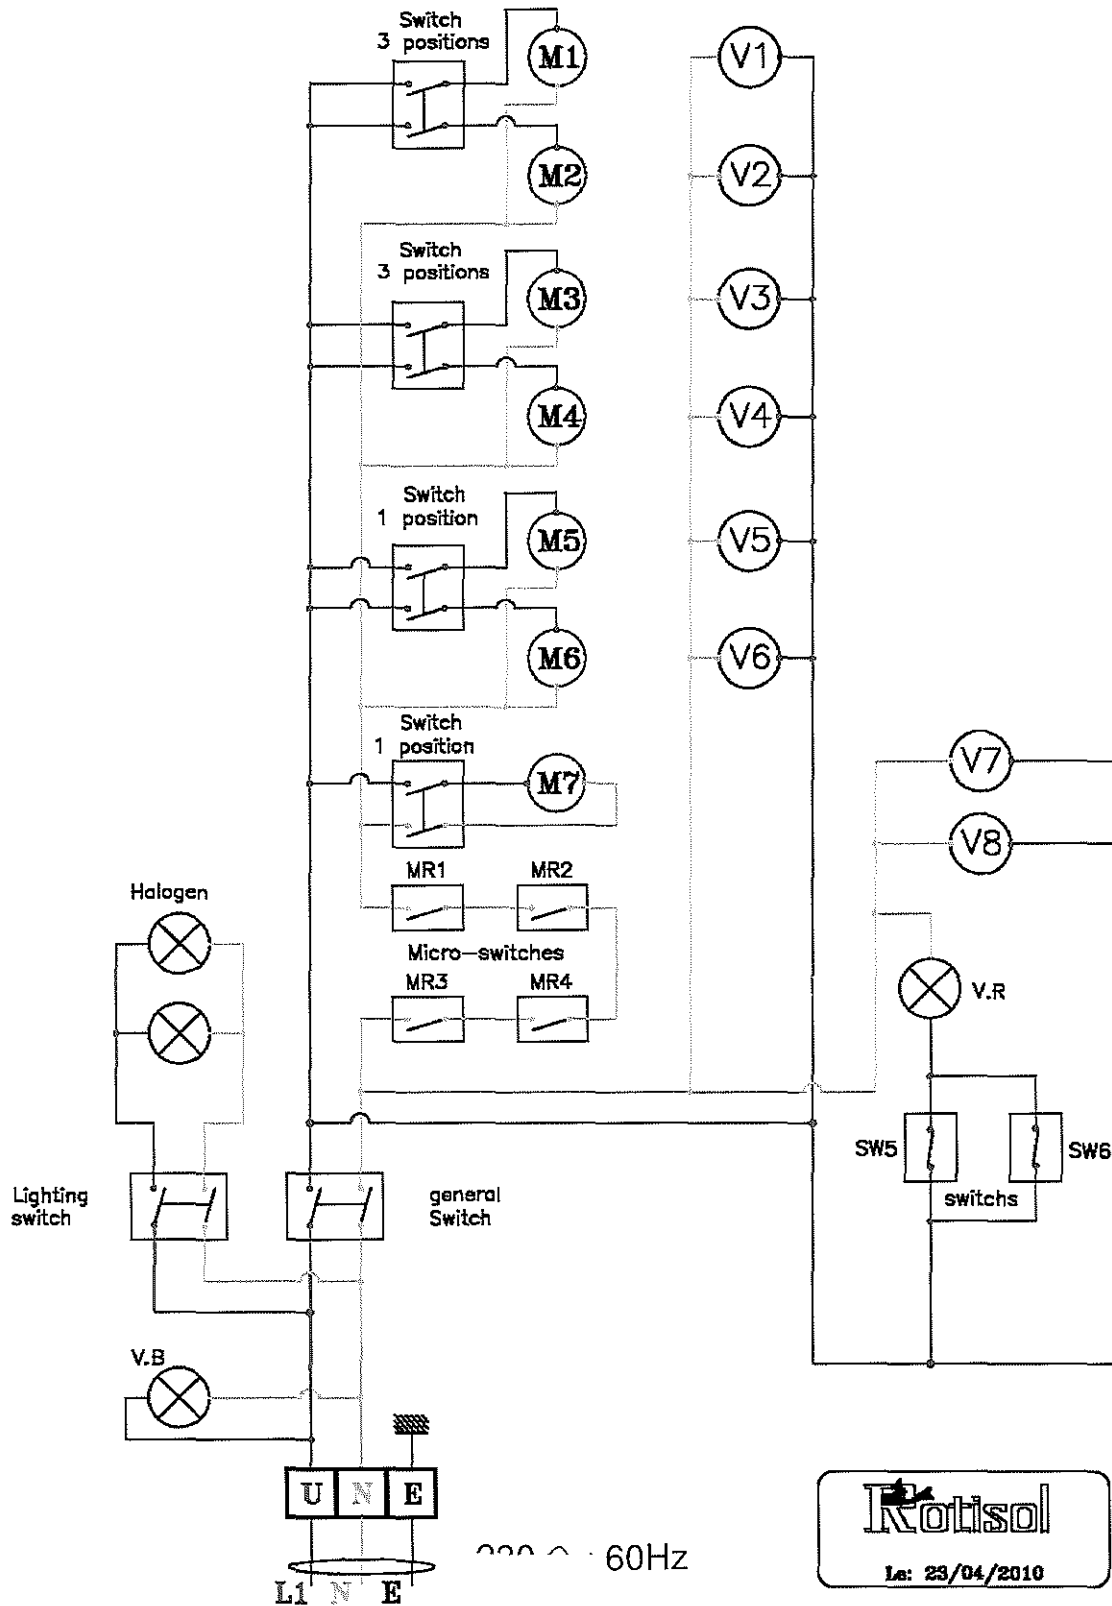 Switch
3 positions
M1
V1
M2
V2
Switch
3 positions
M3
V3
M4
V4
Switch
1 position
M5
V5
M6
V6
Switch
1 position
M7
V7
V8
MR1
MR2
Halogen
Micro-switches
MR3
MR4
V.R
SW5
SW6
switchs
Lighting
switch
general
Switch
V.B
U N E
60Hz
L1 N E
Rotisol
Le: 23/04/2010